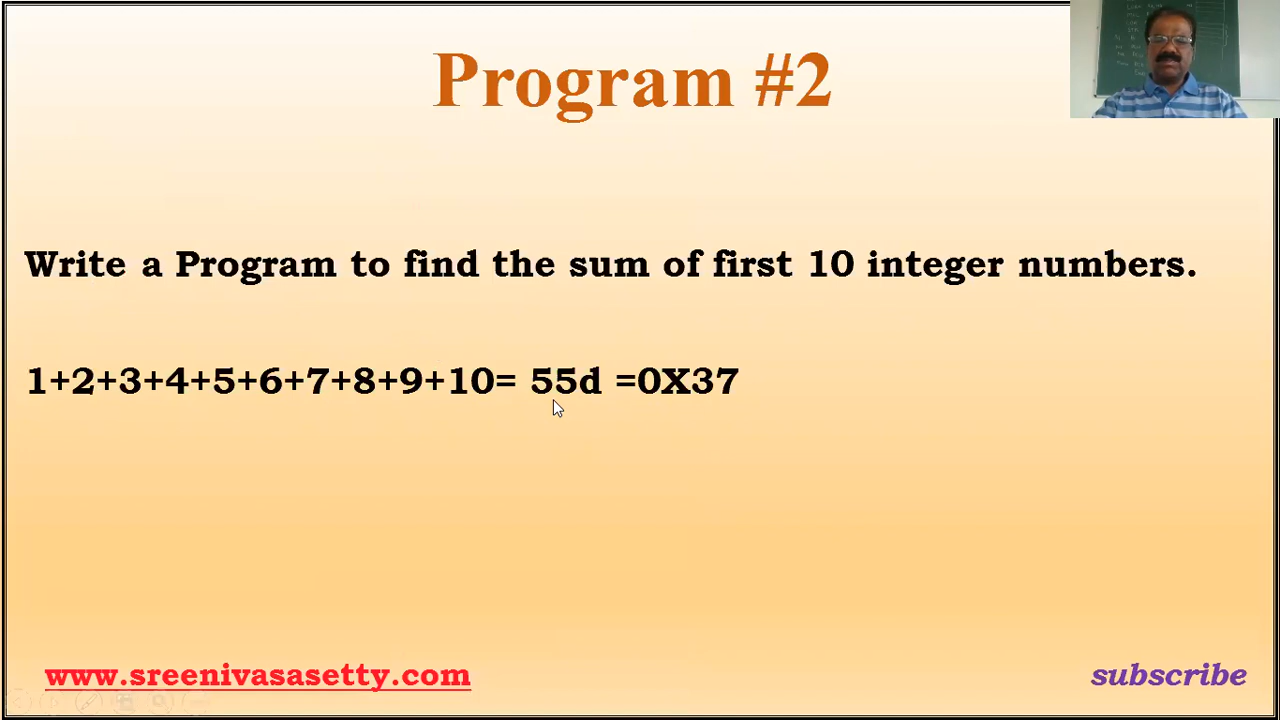 Program #2
Write a Program to find the sum of first 10 integer numbers.
1+2+3+4+5+6+7+8+9+10= 55d =0X37
www.sreenivasasetty.com
subscribe